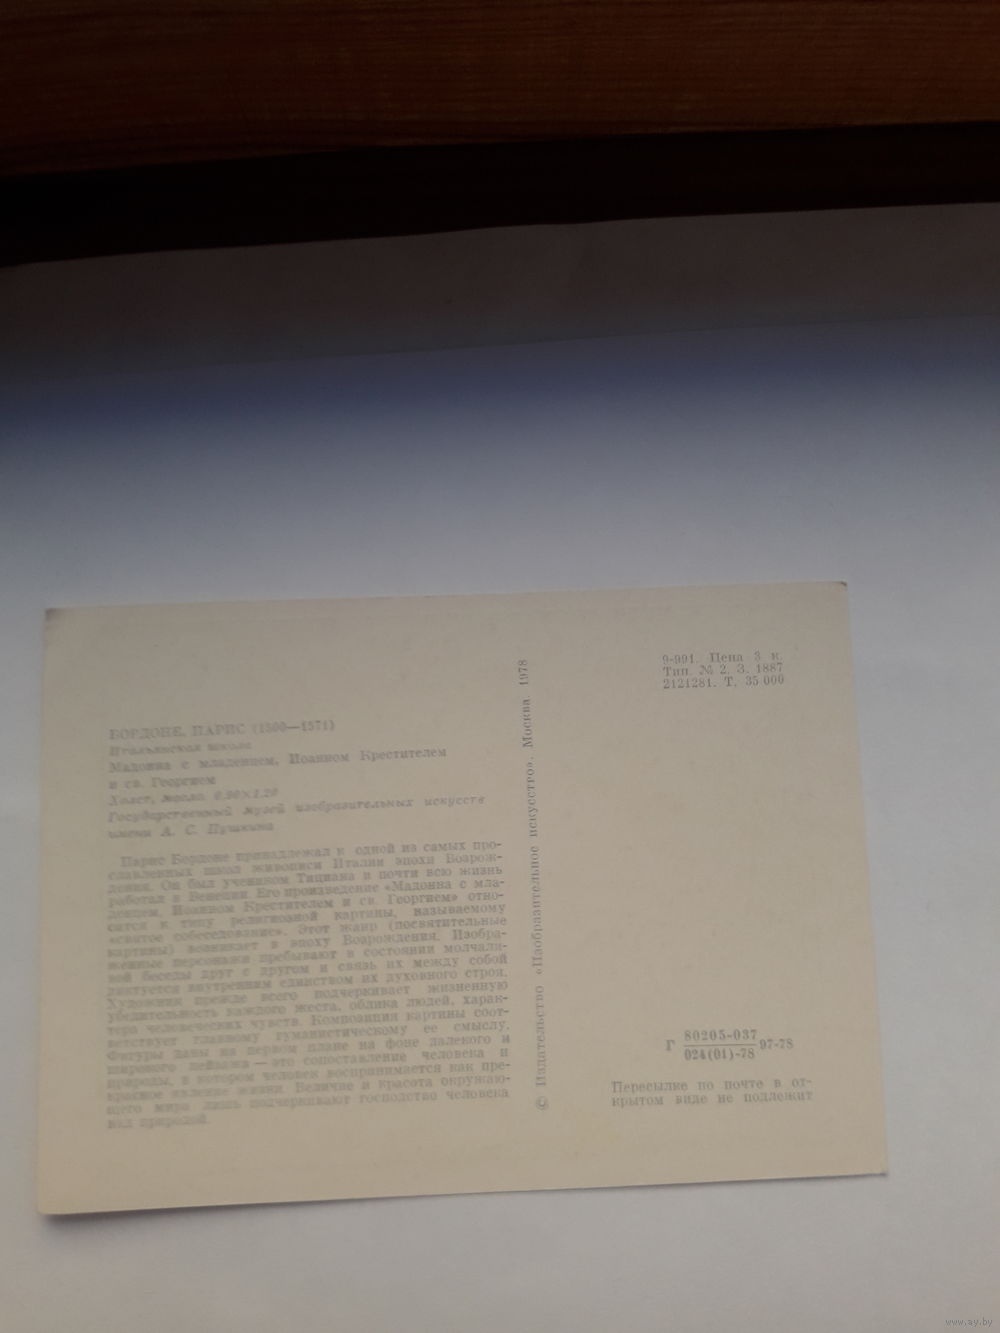 БОРДОНЕ, ПАРИС (1500—1571)
Итальянская школа
Мадонна с младенцем, Иоанном Крестителем
и св. Георгием
Холст, масло 0,90×1,20
Государственный музей изобразительных искусств
имени А. С. Пушкина
Парис Бордоне принадлежал к одной из самых про-
славленных школ живописи Италии эпохи Возрож-
дения. Он был учеником Тициана и почти всю жизнь
работал в Венеции. Его произведение «Мадонна с мла-
денцем, Иоанном Крестителем и св. Георгием» отно-
сится к типу религиозной картины, называемому
«святое собеседование». Этот жанр (посвятительные
картины) возникает в эпоху Возрождения. Изобра-
женные персонажи пребывают в состоянии молчали-
вой беседы друг с другом и связь их между собой
диктуется внутренним единством их духовного строя.
Художник прежде всего подчеркивает жизненную
убедительность каждого жеста, облика людей, харак-
тера человеческих чувств. Композиция картины соот-
ветствует главному гуманистическому ее смыслу.
Фигуры даны на первом плане на фоне далекого и
широкого пейзажа — это сопоставление человека и
природы, в котором человек воспринимается как пре-
красное явление жизни. Величие и красота окружаю-
щего мира лишь подчеркивают господство человека
над природой.
© Издательство «Изобразительное искусство». Москва 1978
9-991. Цена 3 к.
Тип. № 2. З. 1887
2121281. Т. 35 000
Г 80205-037
024(01)-78 97-78
Пересылке по почте в от-
крытом виде не подлежит
www.ay.by